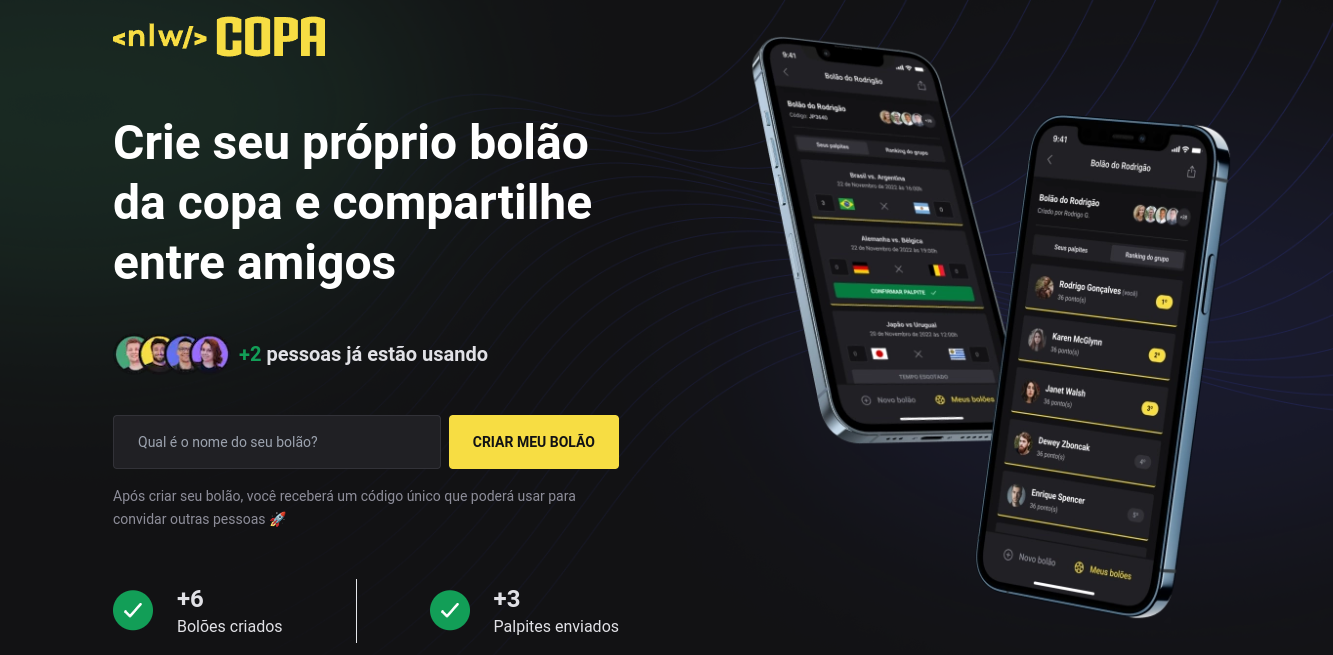 <nlw/> COPA
Crie seu próprio bolão
da copa e compartilhe
entre amigos
+2 pessoas já estão usando
Qual é o nome do seu bolão?
CRIAR MEU BOLÃO
Após criar seu bolão, você receberá um código único que poderá usar para
convidar outras pessoas 🚀
+6
Bolões criados
+3
Palpites enviados
9:41
Bolão do Rodrigão
Bolão do Rodrigão
Código: JP3646
Seus palpites
Ranking do grupo
Brasil vs. Argentina
22 de Novembro de 2022 às 16:00h
3
0
Alemanha vs. Bélgica
22 de Novembro de 2022 às 19:00h
0
0
CONFIRMAR PALPITE
Japão vs Uruguai
20 de Novembro de 2022 às 12:00h
0
0
TEMPO ESGOTADO
Novo bolão
Meus bolões
9:41
Bolão do Rodrigão
Bolão do Rodrigão
Criado por Rodrigo G.
Seus palpites
Ranking do grupo
Rodrigo Gonçalves (você)
36 ponto(s)
1º
Karen McGlynn
36 ponto(s)
2º
Janet Walsh
36 ponto(s)
3º
Dewey Zboncak
36 ponto(s)
4º
Enrique Spencer
36 ponto(s)
5º
Novo bolão
Meus bolões